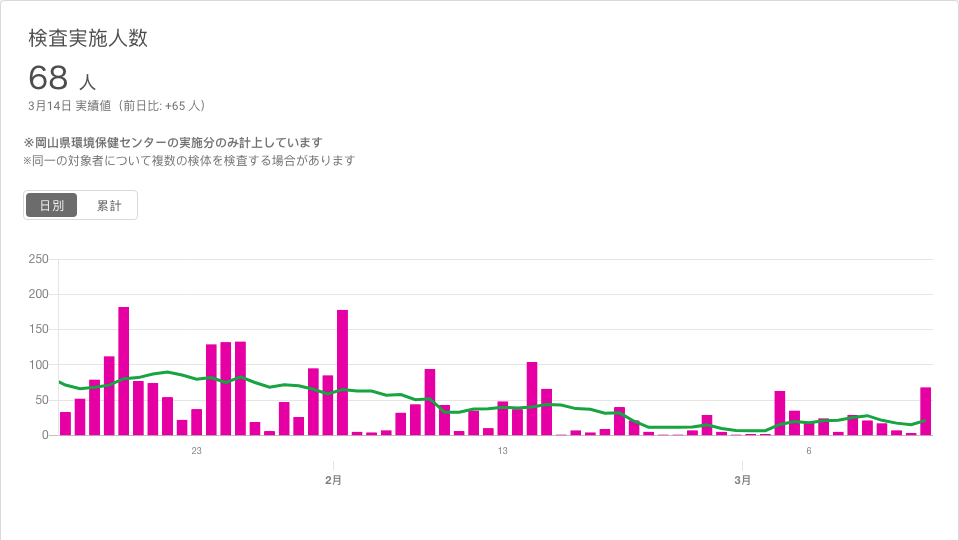 検査実施人数
68 人
3月14日 実績値（前日比: +65 人）
※岡山県環境保健センターの実施分のみ計上しています
※同一の対象者について複数の検体を検査する場合があります
日別 累計
250
200
150
100
50
0
23 13 6
2月 3月